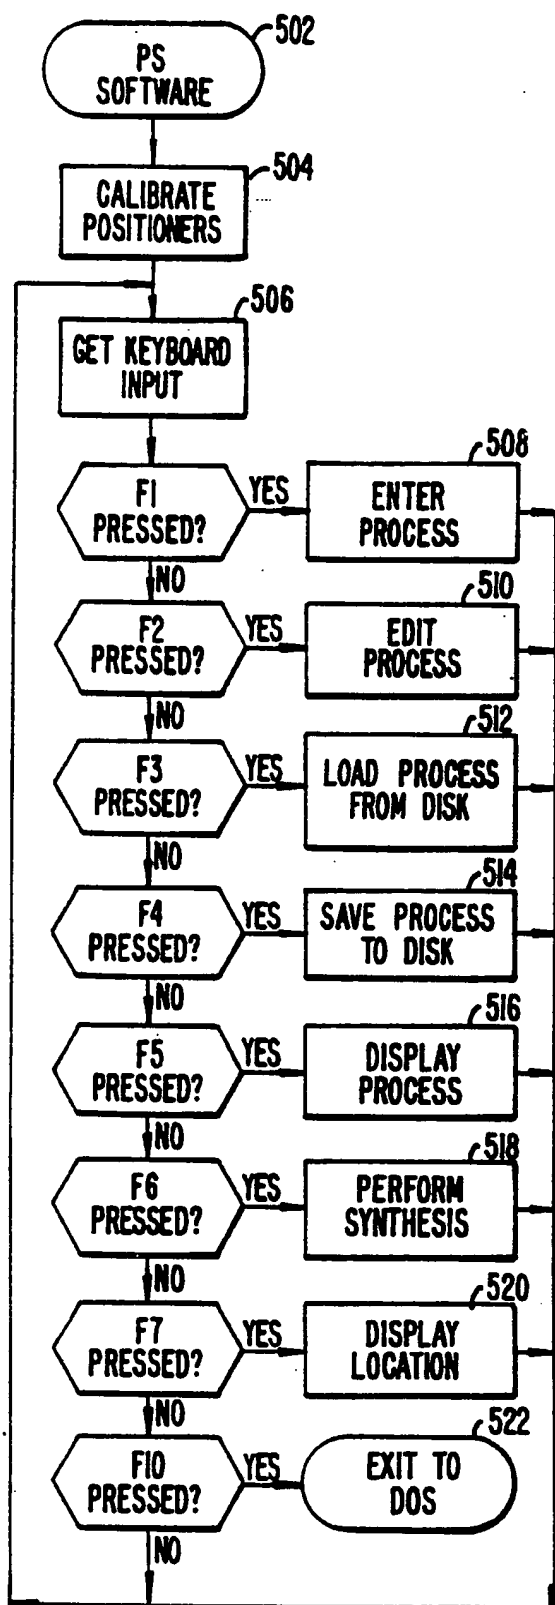 502
PS
SOFTWARE
504
CALIBRATE
POSITIONERS
506
GET KEYBOARD
INPUT
508
F1
PRESSED?
YES
ENTER
PROCESS
NO
510
F2
PRESSED?
YES
EDIT
PROCESS
NO
512
F3
PRESSED?
YES
LOAD PROCESS
FROM DISK
NO
514
F4
PRESSED?
YES
SAVE PROCESS
TO DISK
NO
516
F5
PRESSED?
YES
DISPLAY
PROCESS
NO
518
F6
PRESSED?
YES
PERFORM
SYNTHESIS
NO
520
F7
PRESSED?
YES
DISPLAY
LOCATION
NO
522
F10
PRESSED?
YES
EXIT TO
DOS
NO